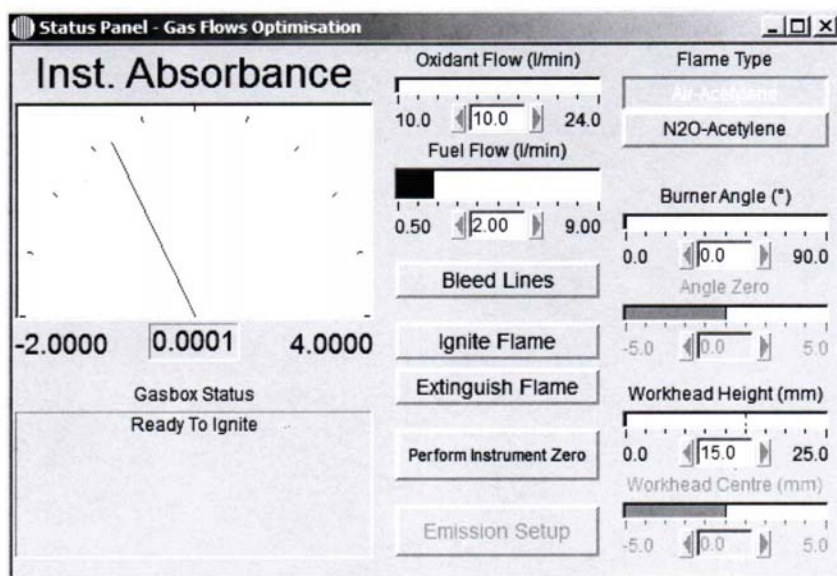 Status Panel - Gas Flows Optimisation
Inst. Absorbance
-2.0000 0.0001 4.0000
Gasbox Status
Ready To Ignite
Oxidant Flow (l/min)
10.0 10.0 24.0
Fuel Flow (l/min)
0.50 2.00 9.00
Bleed Lines
Ignite Flame
Extinguish Flame
Perform Instrument Zero
Emission Setup
Flame Type
Air-Acetylene
N2O-Acetylene
Burner Angle (°)
0.0 0.0 90.0
Angle Zero
-5.0 0.0 5.0
Workhead Height (mm)
0.0 15.0 25.0
Workhead Centre (mm)
-5.0 0.0 5.0